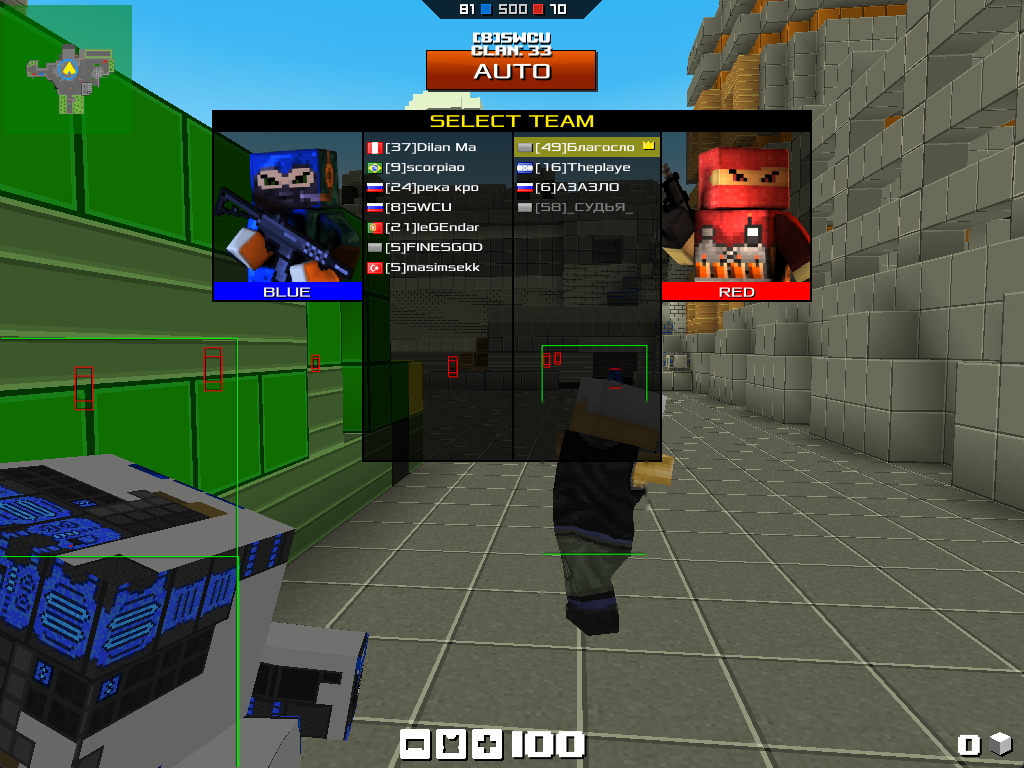 81 500 70
[8]SWCU
CLAN: 33
AUTO
SELECT TEAM
[37]Dilan Ma
[9]scorpiao
[24]река кро
[8]SWCU
[21]leGEndar
[5]FINESGOD
[5]masimsekk
[49]Благосло
[16]Theplaye
[6]АЗАЗЛО
[58]_СУДЬЯ_
BLUE
RED
100
0